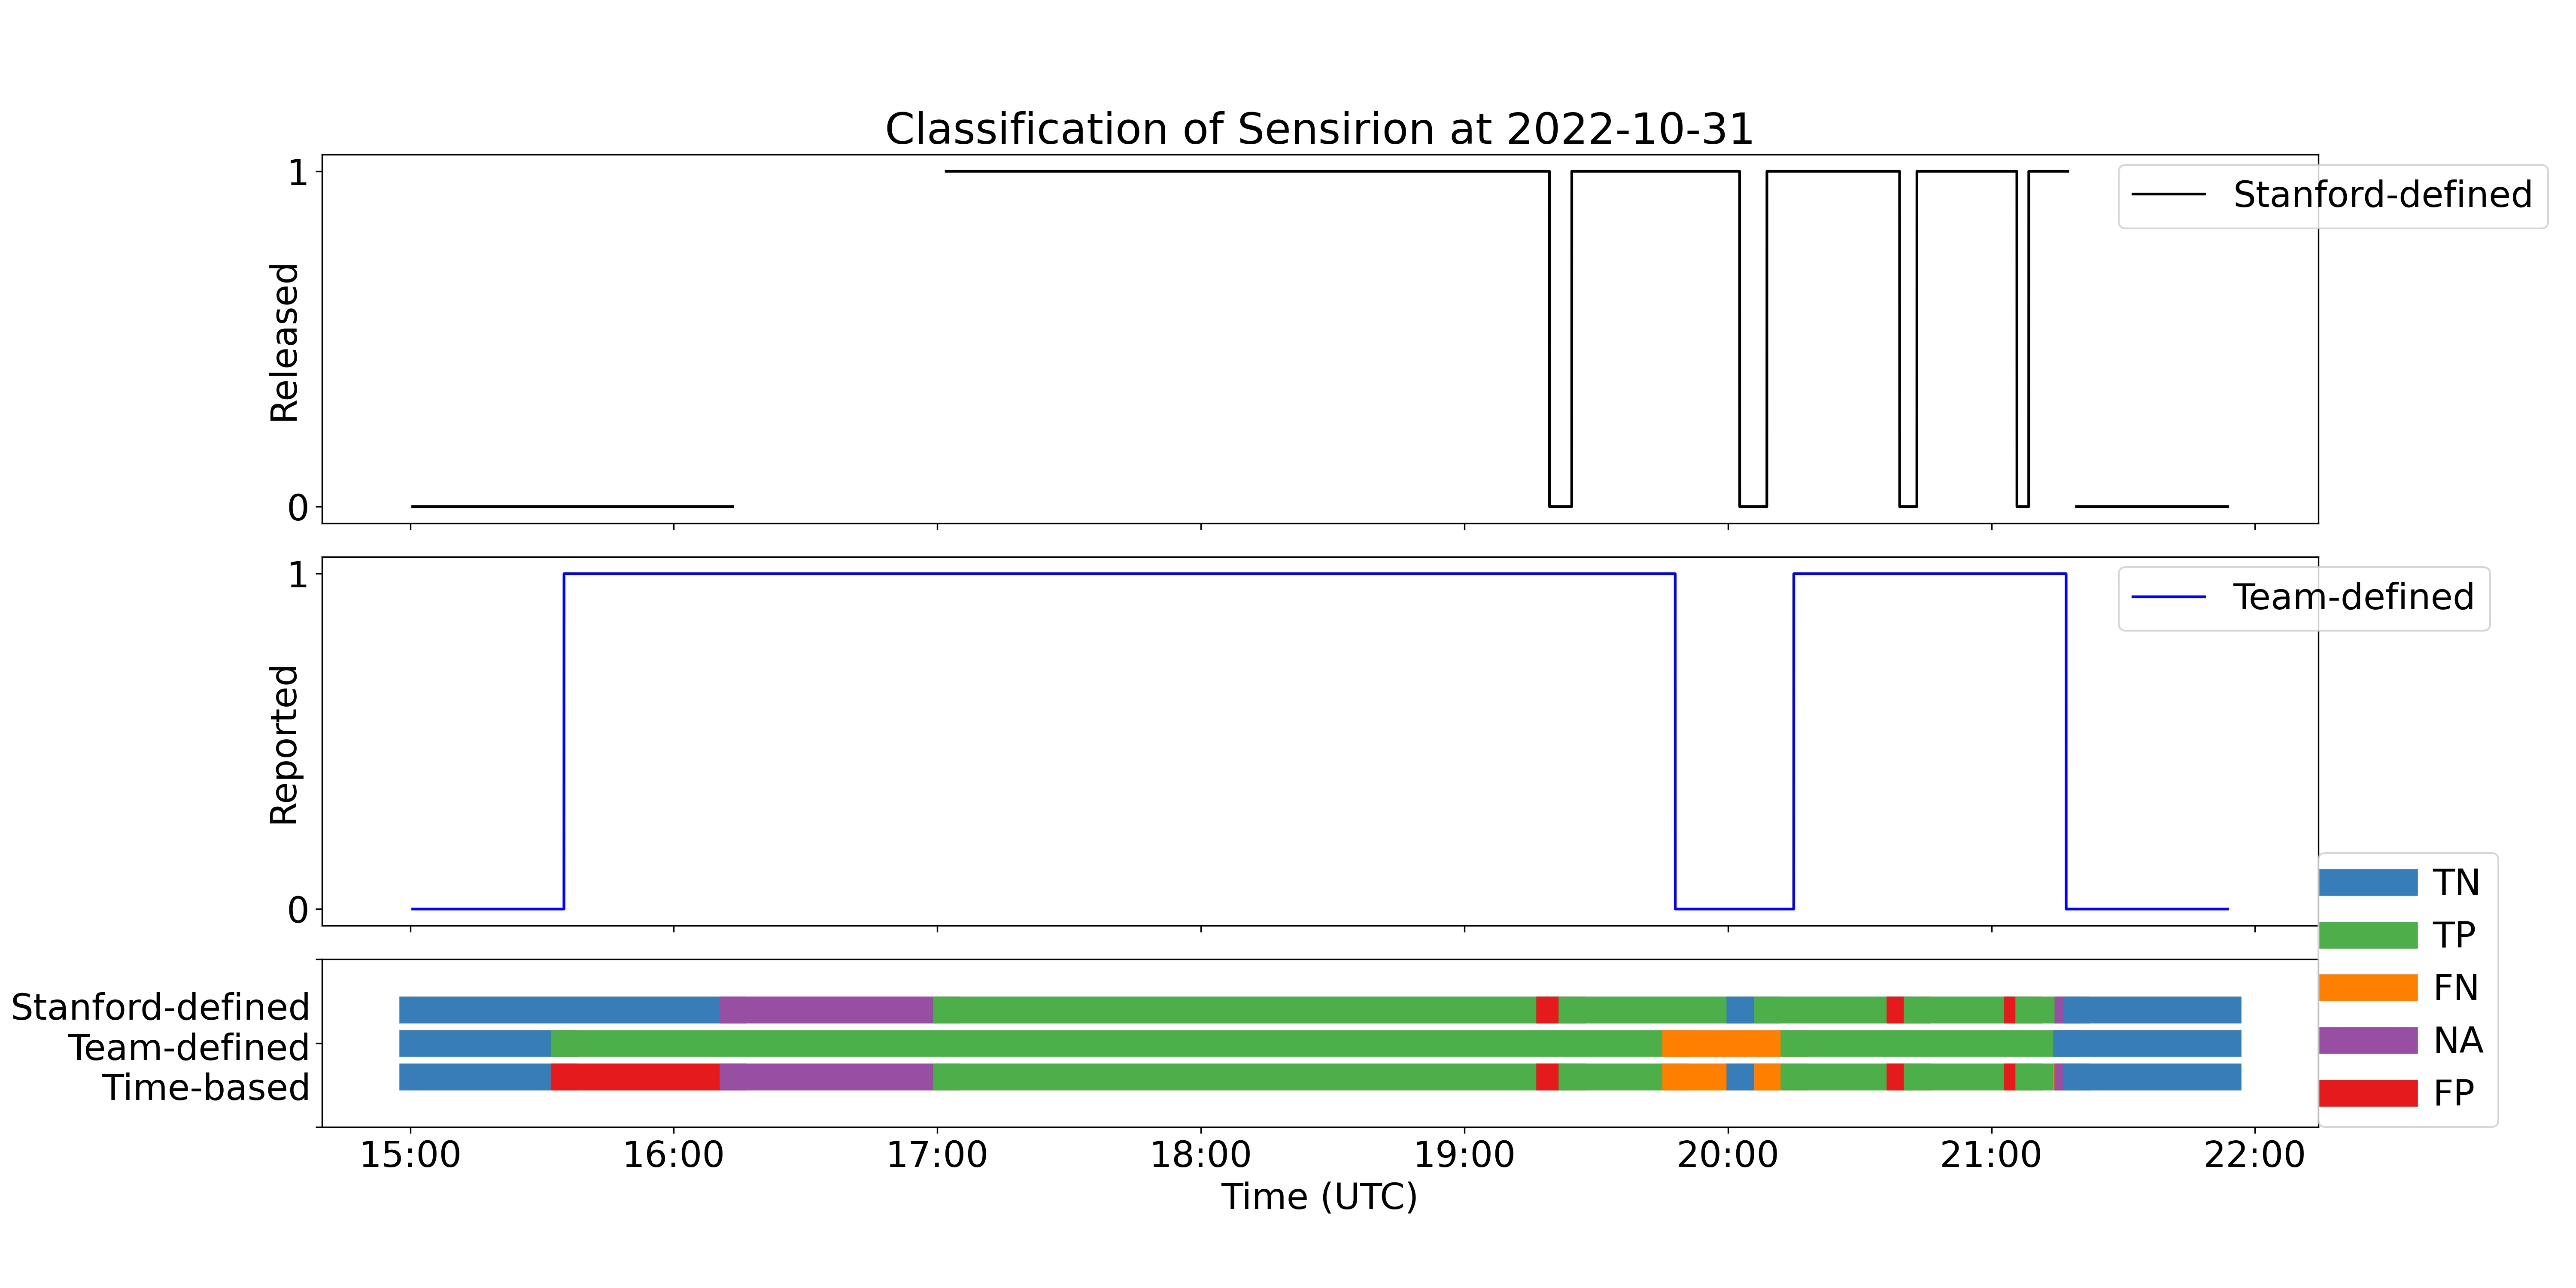 Classification of Sensirion at 2022-10-31
1
0
Released
Stanford-defined
1
0
Reported
Team-defined
TN
TP
FN
NA
FP
Stanford-defined
Team-defined
Time-based
15:00 16:00 17:00 18:00 19:00 20:00 21:00 22:00
Time (UTC)